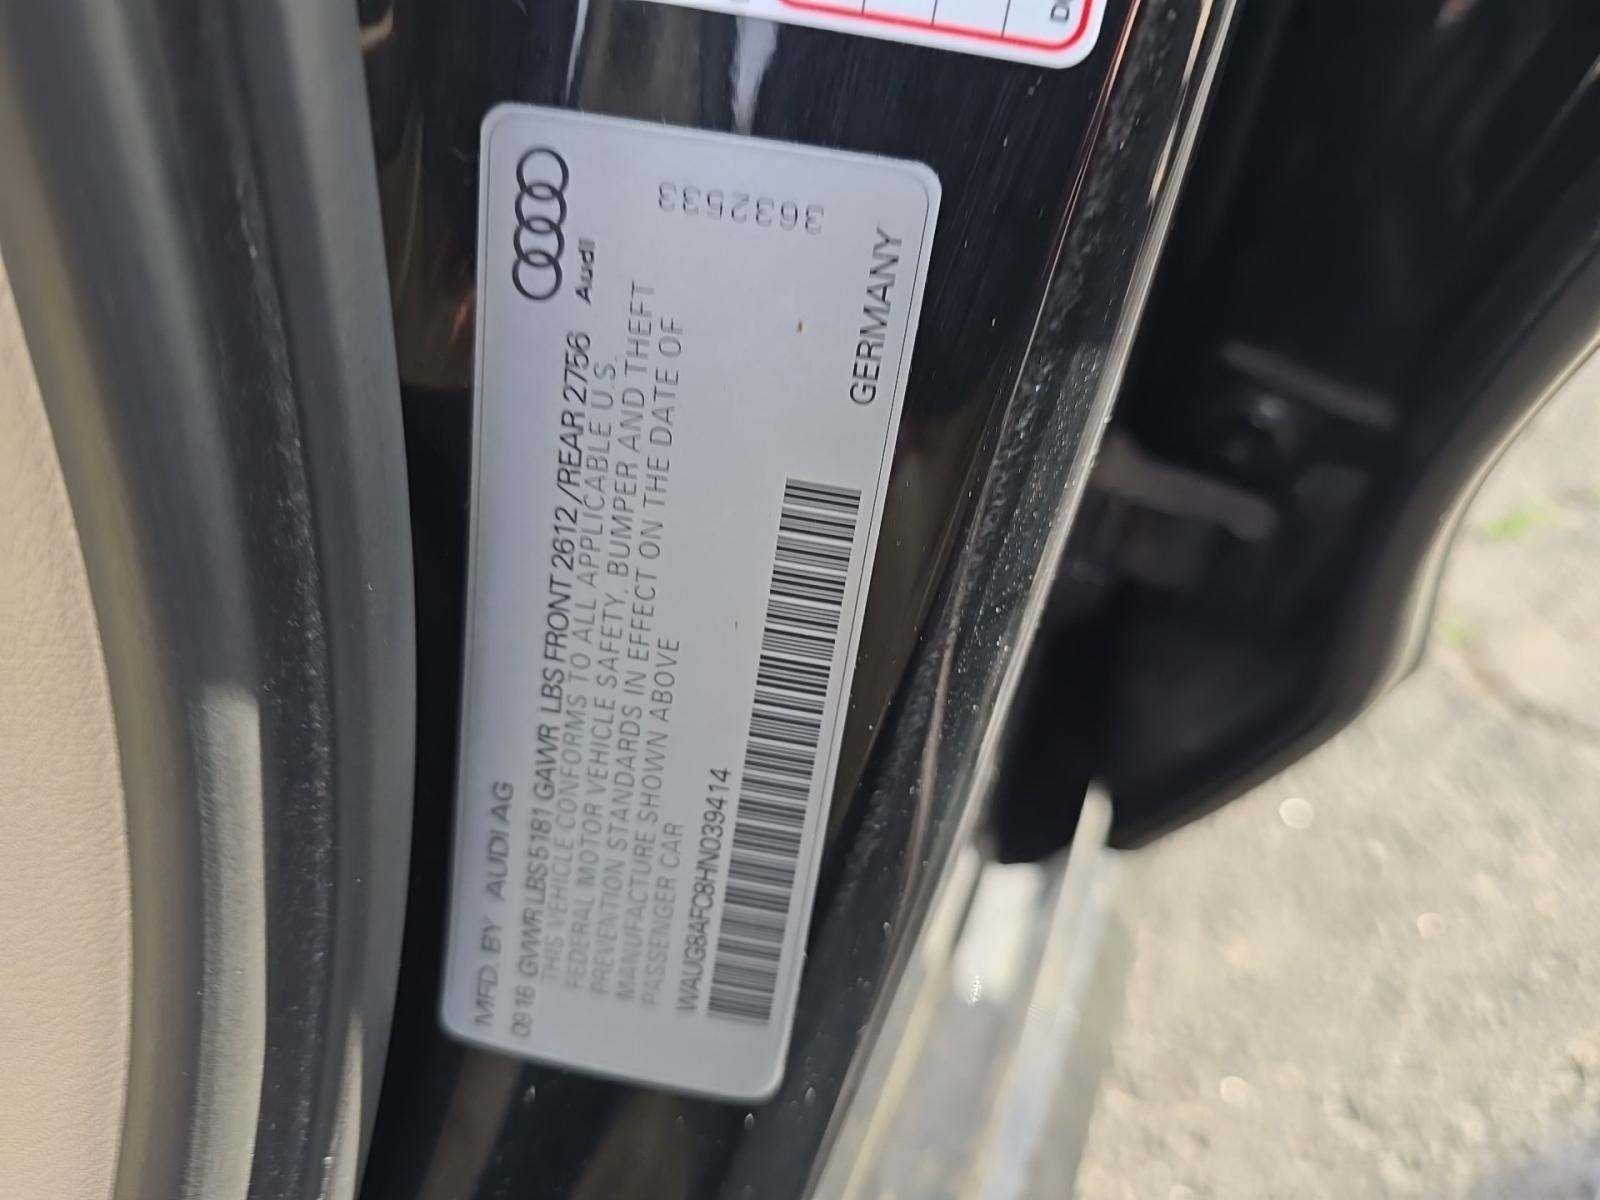 MFD. BY AUDI AG
09 16 GVWR LBS 5181 GAWR LBS FRONT 2612/REAR 2756
THIS VEHICLE CONFORMS TO ALL APPLICABLE U.S.
FEDERAL MOTOR VEHICLE SAFETY, BUMPER AND THEFT
PREVENTION STANDARDS IN EFFECT ON THE DATE OF
MANUFACTURE SHOWN ABOVE
PASSENGER CAR
WAUG8AFC8HN039414
Audi
3632533
GERMANY